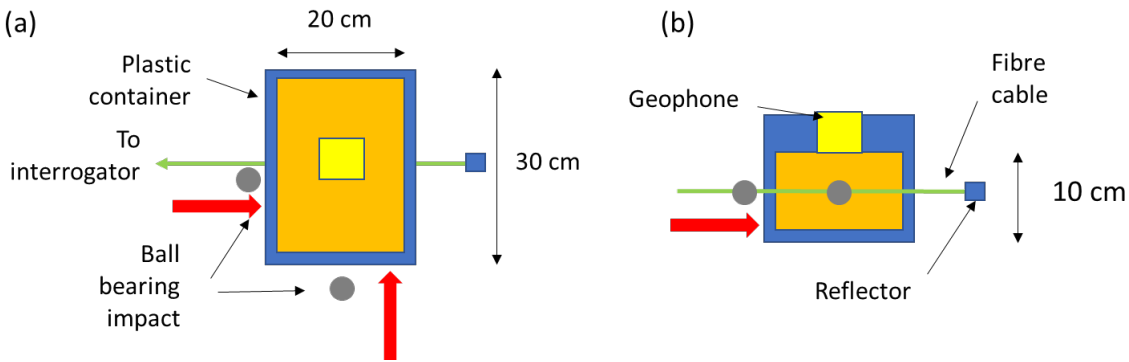 (a)
20 cm
Plastic
container
To
interrogator
30 cm
Ball
bearing
impact
(b)
Geophone
Fibre
cable
10 cm
Reflector